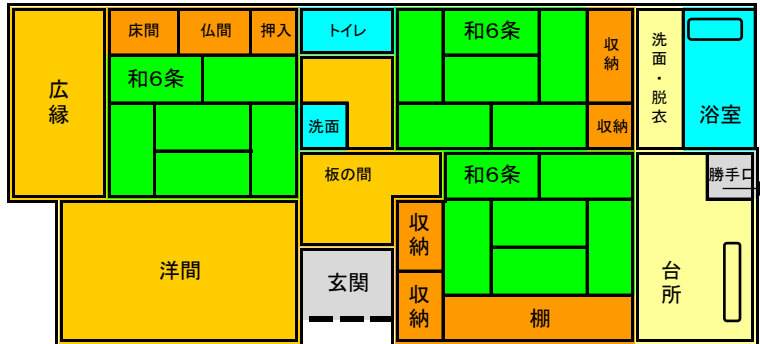 床間
仏間
押入
トイレ
和６条
収納
洗面・脱衣
浴室
広縁
和６条
洗面
収納
板の間
和６条
勝手口
洋間
玄関
収納
収納
棚
台所